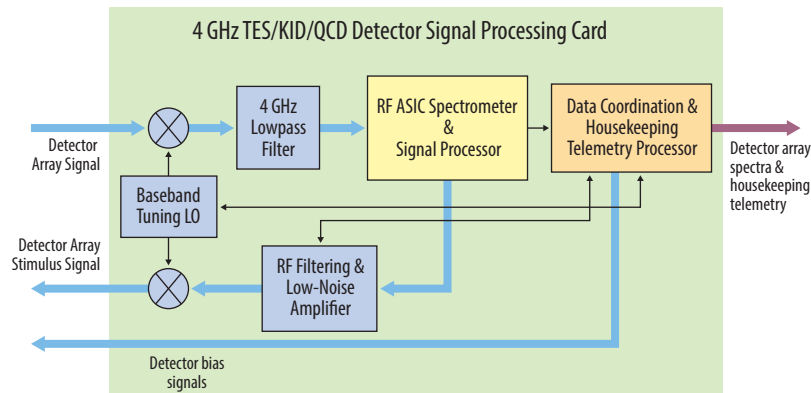 4 GHz TES/KID/QCD Detector Signal Processing Card
Detector
Array Signal
4 GHz
Lowpass
Filter
RF ASIC Spectrometer
&
Signal Processor
Data Coordination &
Housekeeping
Telemetry Processor
Detector array
spectra &
housekeeping
telemetry
Baseband
Tuning LO
Detector Array
Stimulus Signal
RF Filtering &
Low-Noise
Amplifier
Detector bias
signals